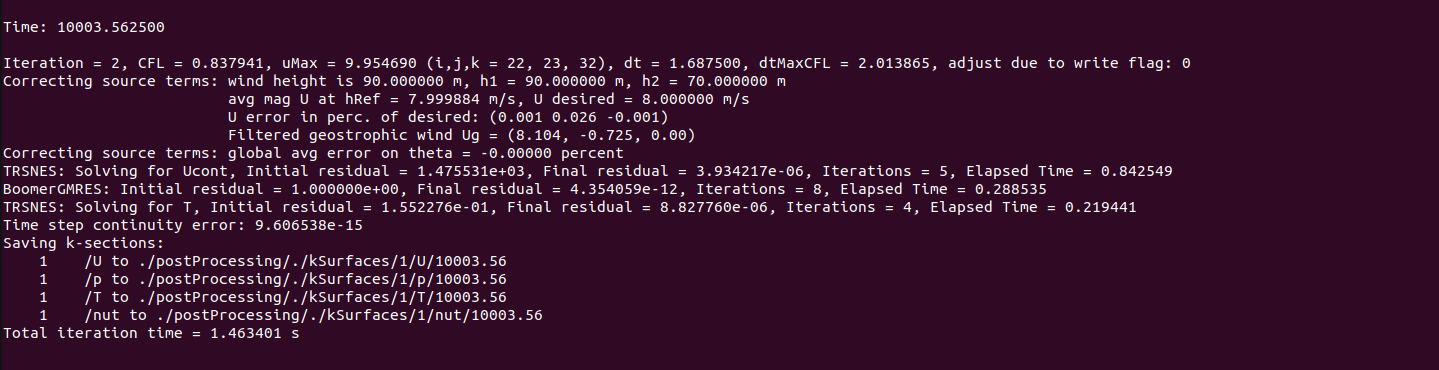 Time: 10003.562500
Iteration = 2, CFL = 0.837941, uMax = 9.954690 (i,j,k = 22, 23, 32), dt = 1.687500, dtMaxCFL = 2.013865, adjust due to write flag: 0
Correcting source terms: wind height is 90.000000 m, h1 = 90.000000 m, h2 = 70.000000 m
avg mag U at hRef = 7.999884 m/s, U desired = 8.000000 m/s
U error in perc. of desired: (0.001 0.026 -0.001)
Filtered geostrophic wind Ug = (8.104, -0.725, 0.00)
Correcting source terms: global avg error on theta = -0.00000 percent
TRSNES: Solving for Ucont, Initial residual = 1.475531e+03, Final residual = 3.934217e-06, Iterations = 5, Elapsed Time = 0.842549
BoomerGMRES: Initial residual = 1.000000e+00, Final residual = 4.354059e-12, Iterations = 8, Elapsed Time = 0.288535
TRSNES: Solving for T, Initial residual = 1.552276e-01, Final residual = 8.827760e-06, Iterations = 4, Elapsed Time = 0.219441
Time step continuity error: 9.606538e-15
Saving k-sections:
1 /U to ./postProcessing/./kSurfaces/1/U/10003.56
1 /p to ./postProcessing/./kSurfaces/1/p/10003.56
1 /T to ./postProcessing/./kSurfaces/1/T/10003.56
1 /nut to ./postProcessing/./kSurfaces/1/nut/10003.56
Total iteration time = 1.463401 s